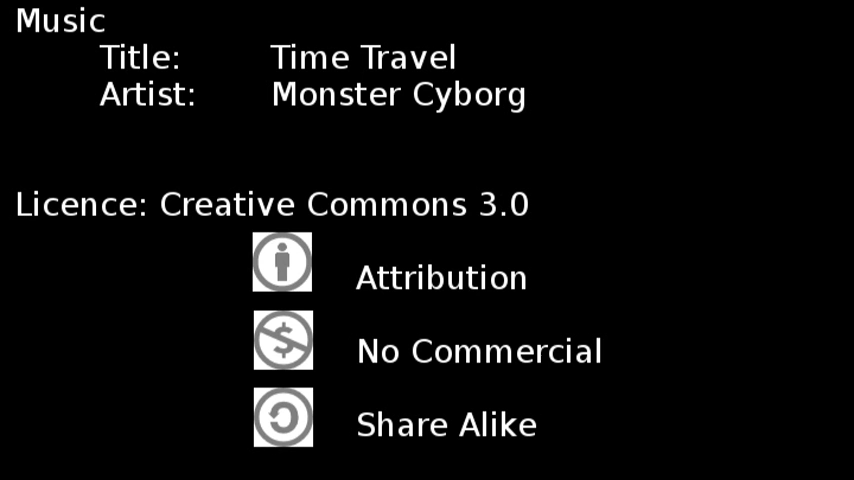 Music
Title: Time Travel
Artist: Monster Cyborg
Licence: Creative Commons 3.0
Attribution
No Commercial
Share Alike